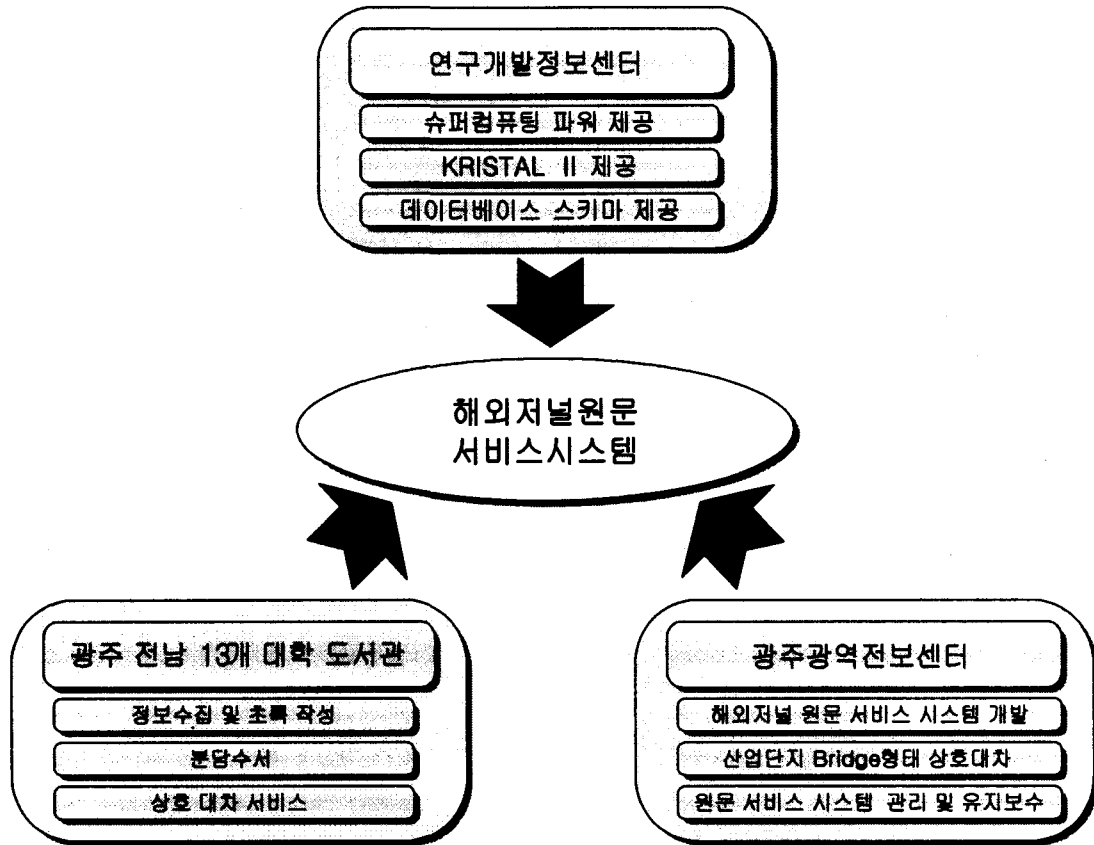 연구개발정보센터
슈퍼컴퓨팅 파워 제공
KRISTAL II 제공
데이터베이스 스키마 제공
해외저널원문
서비스시스템
광주 전남 13개 대학 도서관
정보수집 및 초록 작성
분담수서
상호 대차 서비스
광주광역전보센터
해외저널 원문 서비스 시스템 개발
산업단지 Bridge형태 상호대차
원문 서비스 시스템 관리 및 유지보수